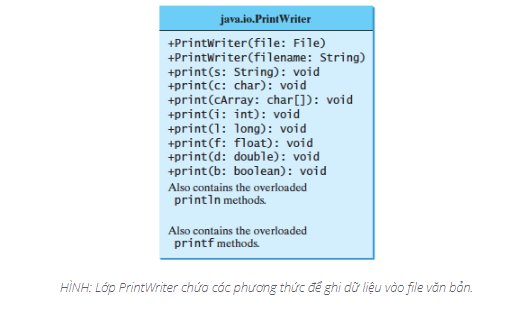 java.io.PrintWriter
+PrintWriter(file: File)
+PrintWriter(filename: String)
+print(s: String): void
+print(c: char): void
+print(cArray: char[]): void
+print(i: int): void
+print(l: long): void
+print(f: float): void
+print(d: double): void
+print(b: boolean): void
Also contains the overloaded
println methods.
Also contains the overloaded
printf methods.
HÌNH: Lớp PrintWriter chứa các phương thức để ghi dữ liệu vào file văn bản.